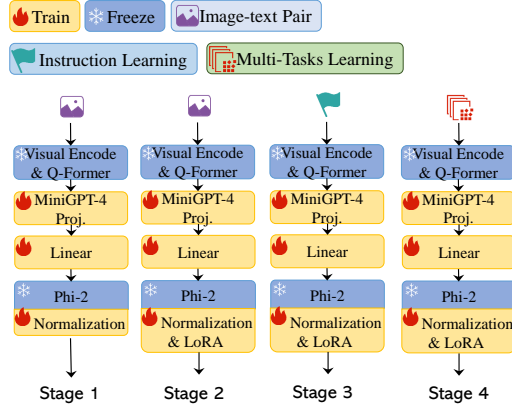 Train Freeze Image-text Pair
Instruction Learning Multi-Tasks Learning
Visual Encode
& Q-Former
MiniGPT-4
Proj.
Linear
Phi-2
Normalization
Stage 1
Visual Encode
& Q-Former
MiniGPT-4
Proj.
Linear
Phi-2
Normalization
& LoRA
Stage 2
Visual Encode
& Q-Former
MiniGPT-4
Proj.
Linear
Phi-2
Normalization
& LoRA
Stage 3
Visual Encode
& Q-Former
MiniGPT-4
Proj.
Linear
Phi-2
Normalization
& LoRA
Stage 4